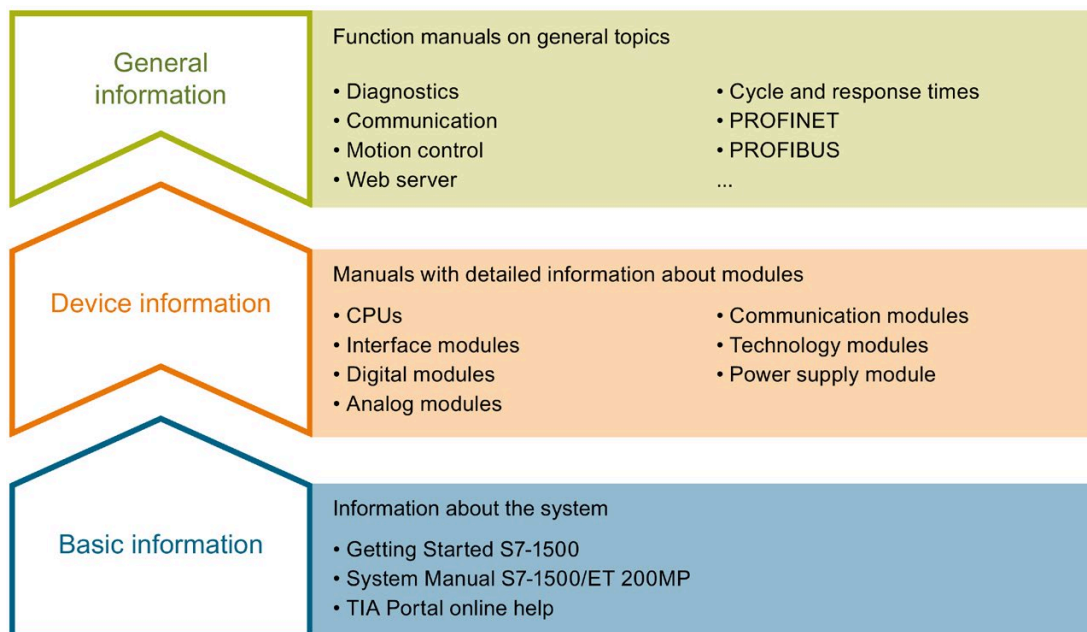 General
information
Function manuals on general topics
• Diagnostics
• Communication
• Motion control
• Web server
• Cycle and response times
• PROFINET
• PROFIBUS
...
Device information
Manuals with detailed information about modules
• CPUs
• Interface modules
• Digital modules
• Analog modules
• Communication modules
• Technology modules
• Power supply module
Basic information
Information about the system
• Getting Started S7-1500
• System Manual S7-1500/ET 200MP
• TIA Portal online help